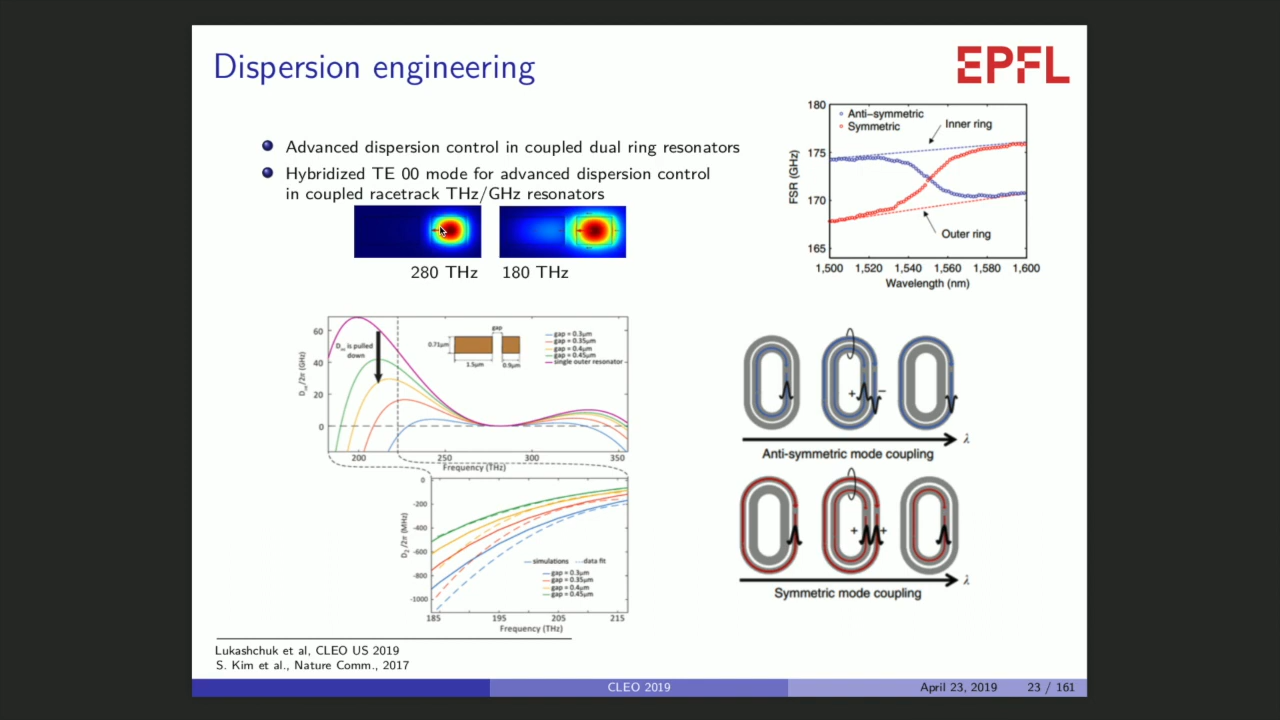 Dispersion engineering
EPFL
Advanced dispersion control in coupled dual ring resonators
Hybridized TE 00 mode for advanced dispersion control
in coupled racetrack THz/GHz resonators
280 THz
180 THz
180
175
170
165
FSR (GHz)
Anti-symmetric
Symmetric
Inner ring
Outer ring
1,500 1,520 1,540 1,560 1,580 1,600
Wavelength (nm)
60
40
20
0
is pulled
down
gap
0.71μm
1.5μm
0.9μm
gap = 0.3μm
gap = 0.35μm
gap = 0.4μm
gap = 0.45μm
single outer resonator
200 250 300 350
Frequency (THz)
0
-200
-400
-600
-800
-1000
D₂/2π (MHz)
simulations data fit
gap = 0.3μm
gap = 0.35μm
gap = 0.4μm
gap = 0.45μm
185 195 205 215
Frequency (THz)
+ −
λ
Anti-symmetric mode coupling
+ +
λ
Symmetric mode coupling
Lukashchuk et al, CLEO US 2019
S. Kim et al., Nature Comm., 2017
CLEO 2019
April 23, 2019
23 / 161